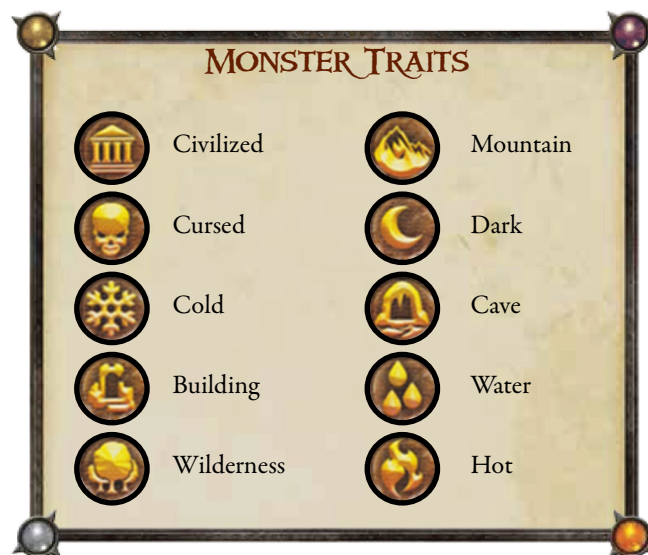 Monster Traits
Civilized
Mountain
Cursed
Dark
Cold
Cave
Building
Water
Wilderness
Hot